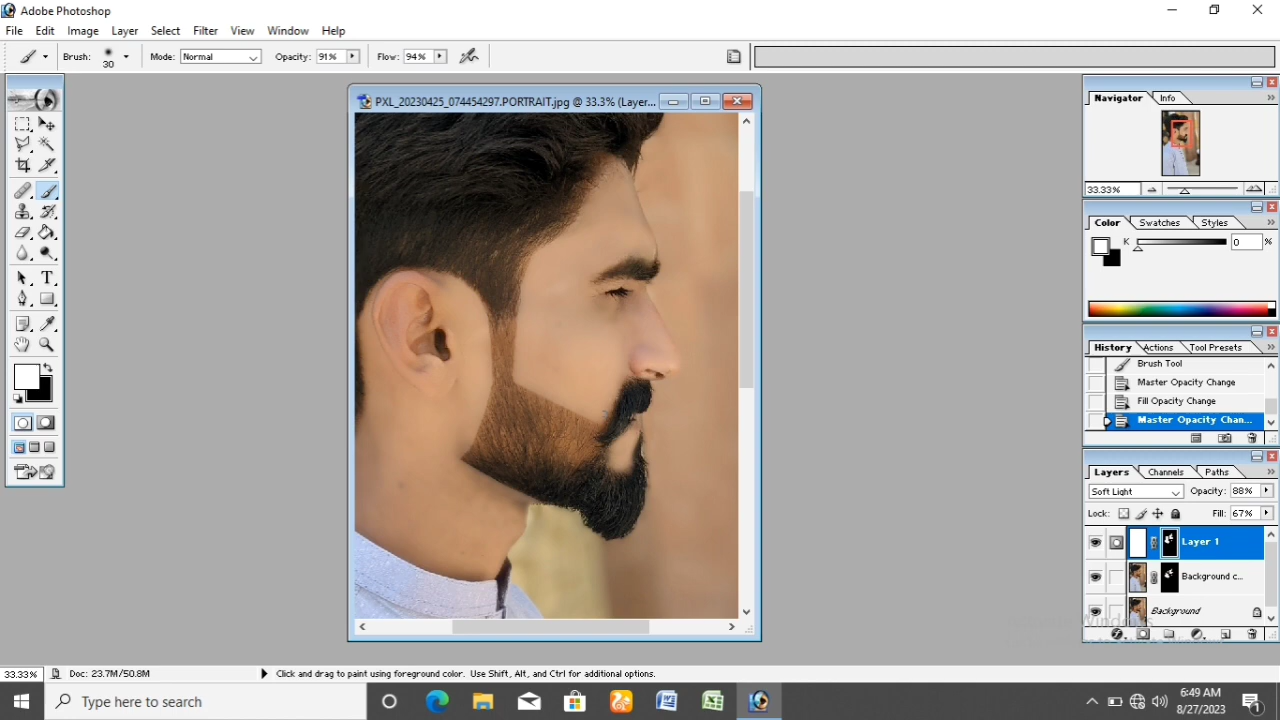 Adobe Photoshop
File Edit Image Layer Select Filter View Window Help
Brush: 30 Mode: Normal Opacity: 91% Flow: 94%
PXL_20230425_074454297.PORTRAIT.jpg @ 33.3% (Layer...
Navigator Info
33.33%
Color Swatches Styles
K 0 %
History Actions Tool Presets
Brush Tool
Master Opacity Change
Fill Opacity Change
Master Opacity Chan...
Layers Channels Paths
Soft Light Opacity: 88%
Lock: Fill: 67%
Layer 1
Background c...
Background
33.33% Doc: 23.7M/50.8M Click and drag to paint using foreground color. Use Shift, Alt, and Ctrl for additional options.
Type here to search
6:49 AM
8/27/2023
1